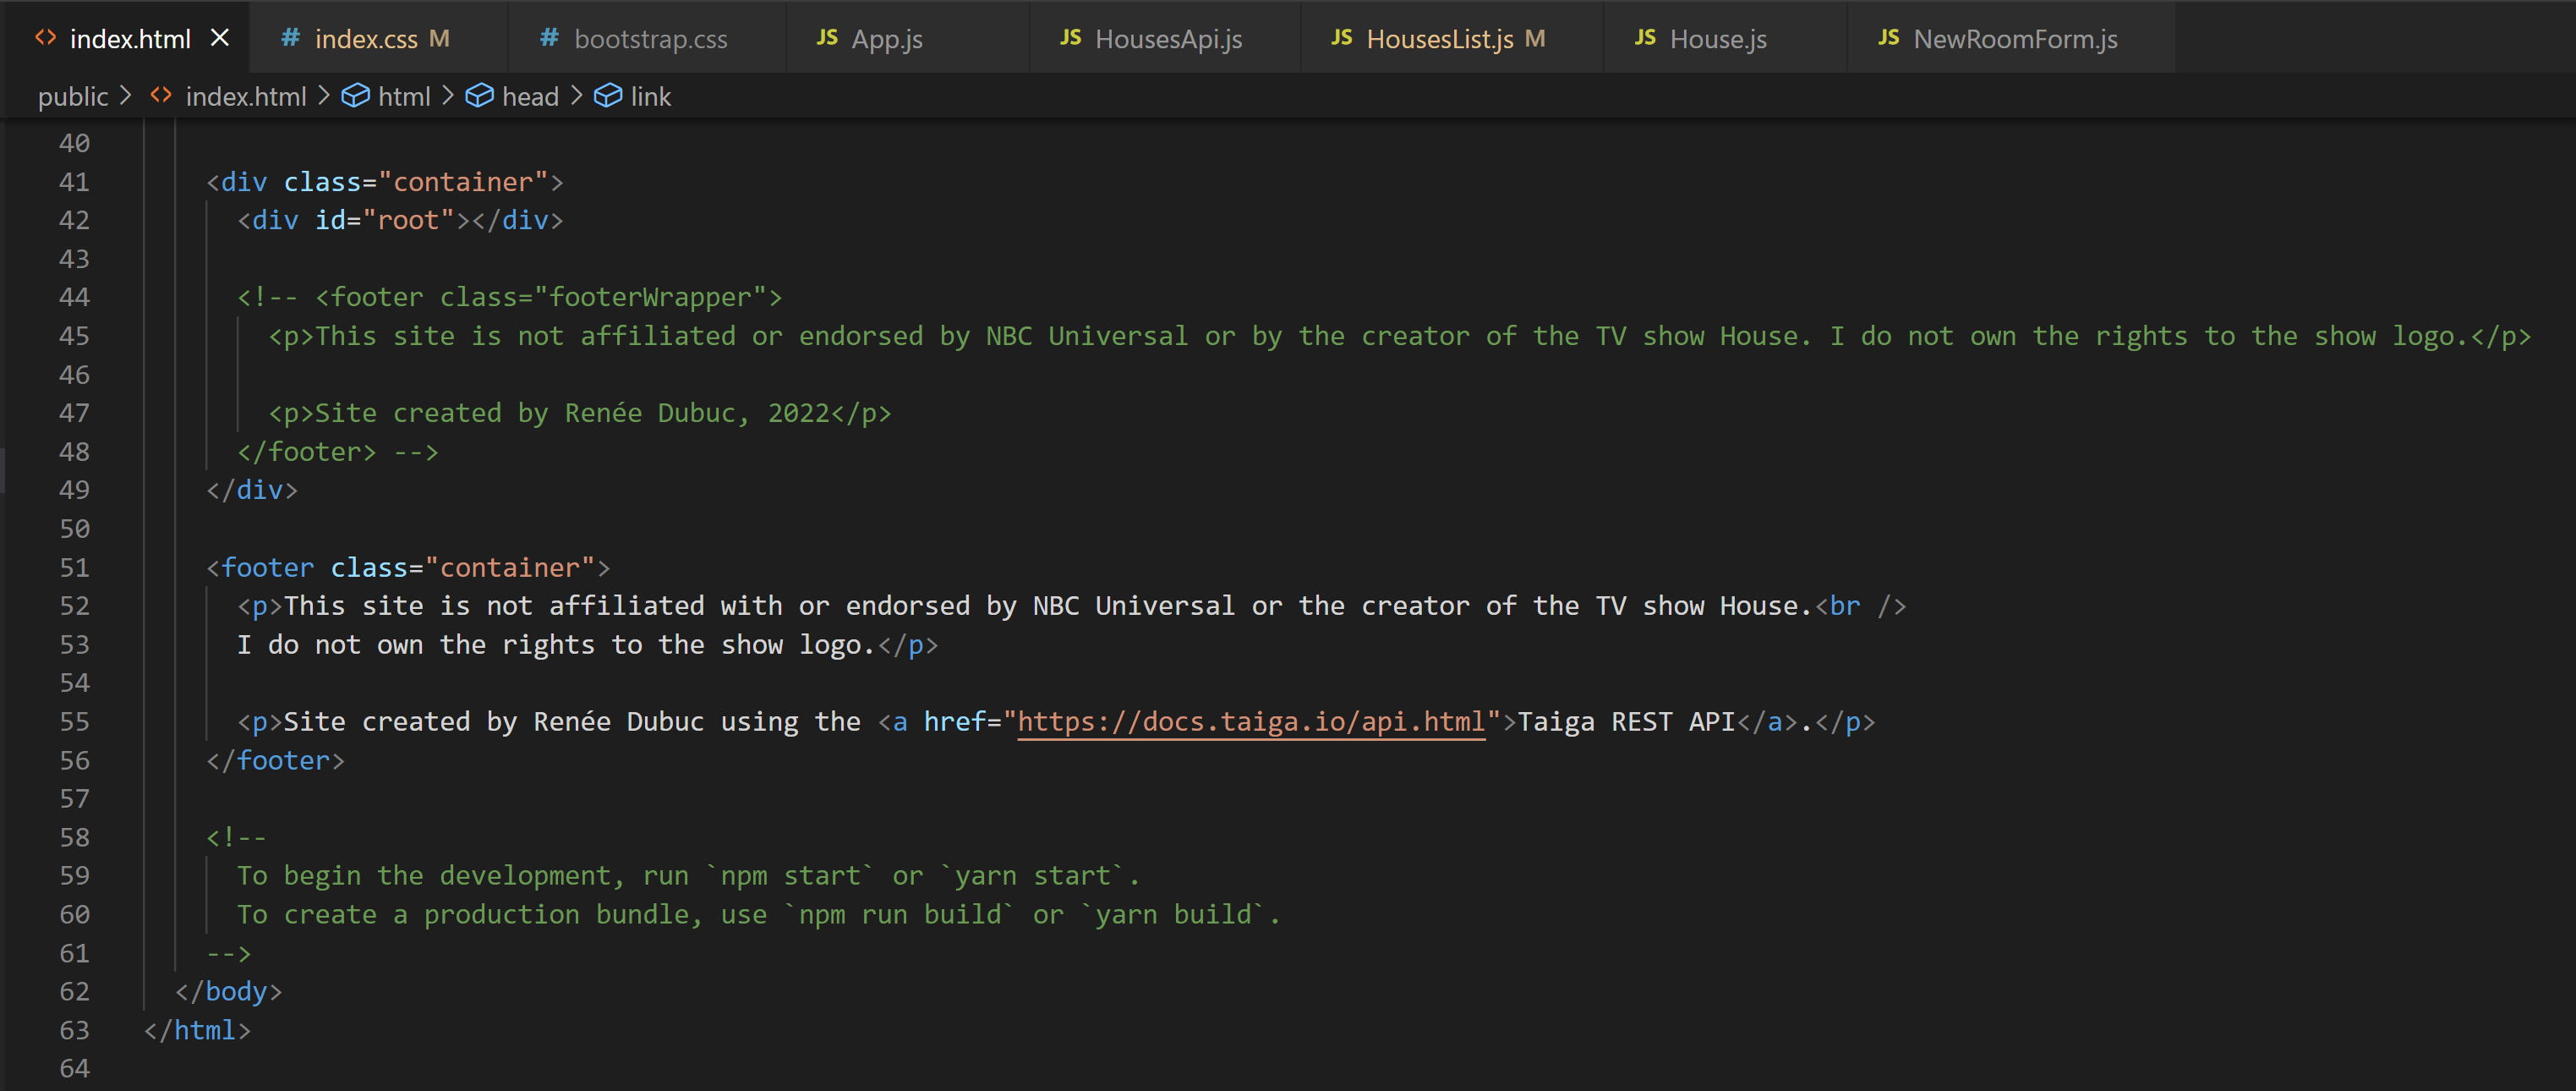 index.html
index.css M
bootstrap.css
JS App.js
JS HousesApi.js
JS HousesList.js M
JS House.js
JS NewRoomForm.js
public > index.html > html > head > link
40
41 <div class="container">
42 <div id="root"></div>
43
44 <!-- <footer class="footerWrapper">
45 <p>This site is not affiliated or endorsed by NBC Universal or by the creator of the TV show House. I do not own the rights to the show logo.</p>
46
47 <p>Site created by Renée Dubuc, 2022</p>
48 </footer> -->
49 </div>
50
51 <footer class="container">
52 <p>This site is not affiliated with or endorsed by NBC Universal or the creator of the TV show House.<br />
53 I do not own the rights to the show logo.</p>
54
55 <p>Site created by Renée Dubuc using the <a href="https://docs.taiga.io/api.html">Taiga REST API</a>.</p>
56 </footer>
57
58 <!--
59 To begin the development, run `npm start` or `yarn start`.
60 To create a production bundle, use `npm run build` or `yarn build`.
61 -->
62 </body>
63 </html>
64